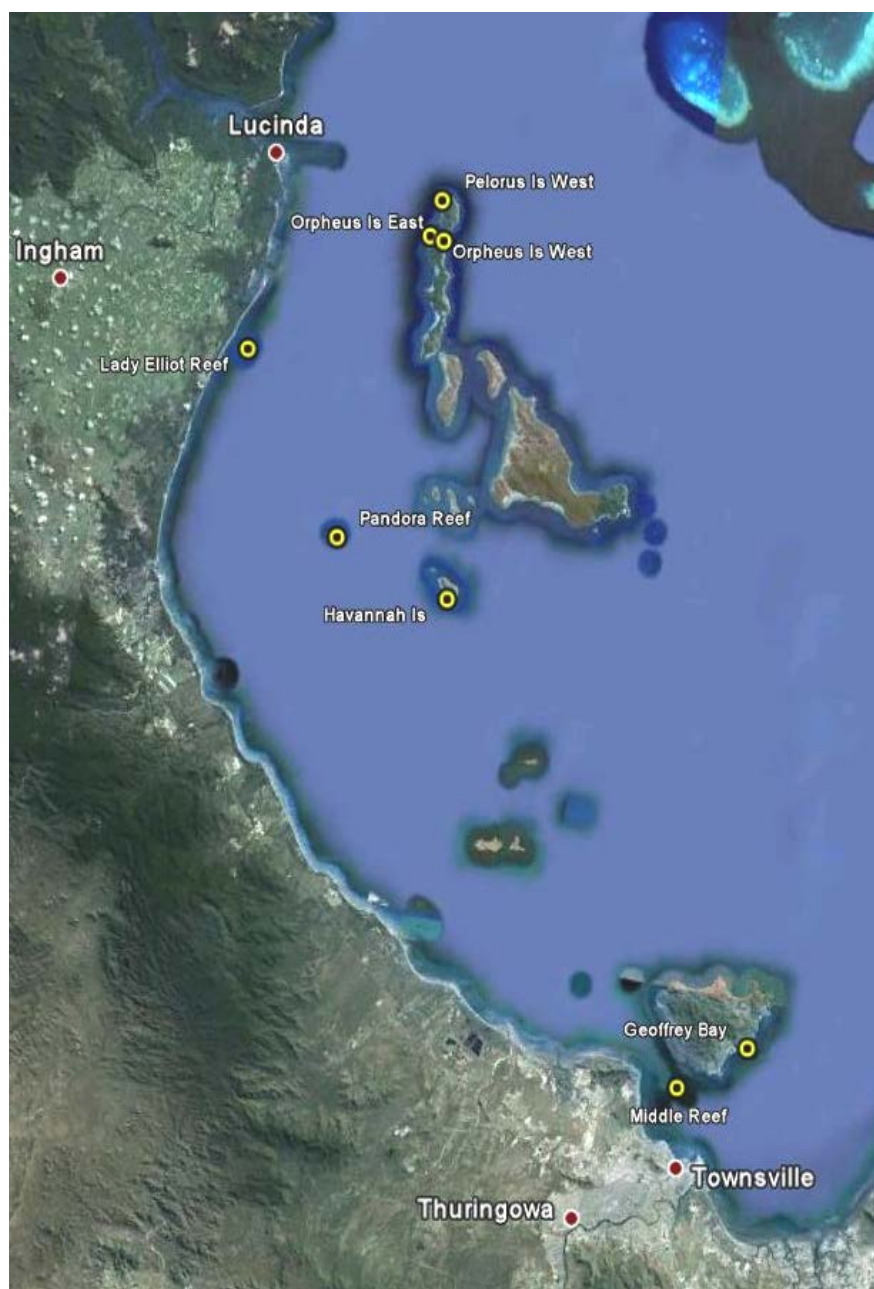 Lucinda
Pelorus Is West
Orpheus Is East
Ingham
Orpheus Is West
Lady Elliot Reef
Pandora Reef
Havannah Is
Geoffrey Bay
Middle Reef
Townsville
Thuringowa